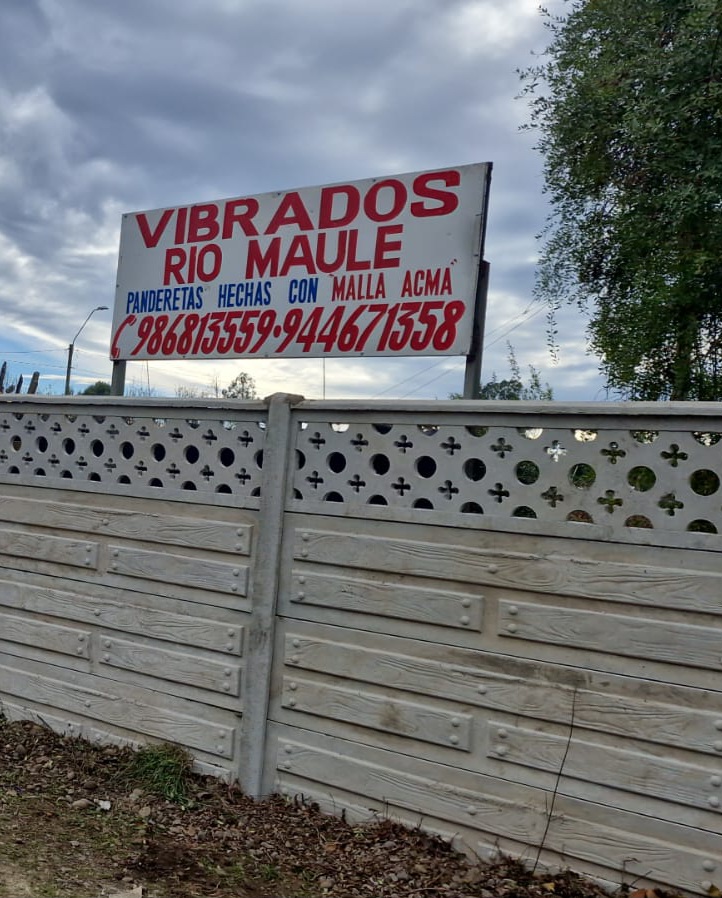 VIBRADOS
RIO MAULE
PANDERETAS HECHAS CON "MALLA ACMA"
986813559·944671358